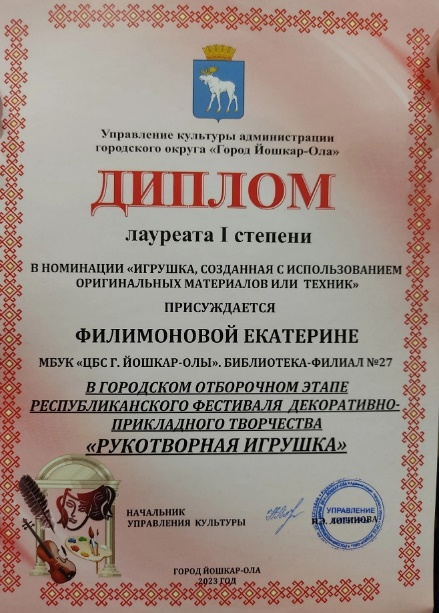 Управление культуры администрации
городского округа «Город Йошкар-Ола»
ДИПЛОМ
лауреата I степени
В НОМИНАЦИИ «ИГРУШКА, СОЗДАННАЯ С ИСПОЛЬЗОВАНИЕМ
ОРИГИНАЛЬНЫХ МАТЕРИАЛОВ ИЛИ ТЕХНИК»
ПРИСУЖДАЕТСЯ
ФИЛИМОНОВОЙ ЕКАТЕРИНЕ
МБУК «ЦБС Г. ЙОШКАР-ОЛЫ». БИБЛИОТЕКА-ФИЛИАЛ №27
В ГОРОДСКОМ ОТБОРОЧНОМ ЭТАПЕ
РЕСПУБЛИКАНСКОГО ФЕСТИВАЛЯ ДЕКОРАТИВНО-
ПРИКЛАДНОГО ТВОРЧЕСТВА
«РУКОТВОРНАЯ ИГРУШКА»
НАЧАЛЬНИК
УПРАВЛЕНИЯ КУЛЬТУРЫ
УПРАВЛЕНИЕ
ГОРОД ЙОШКАР-ОЛА
2023 ГОД